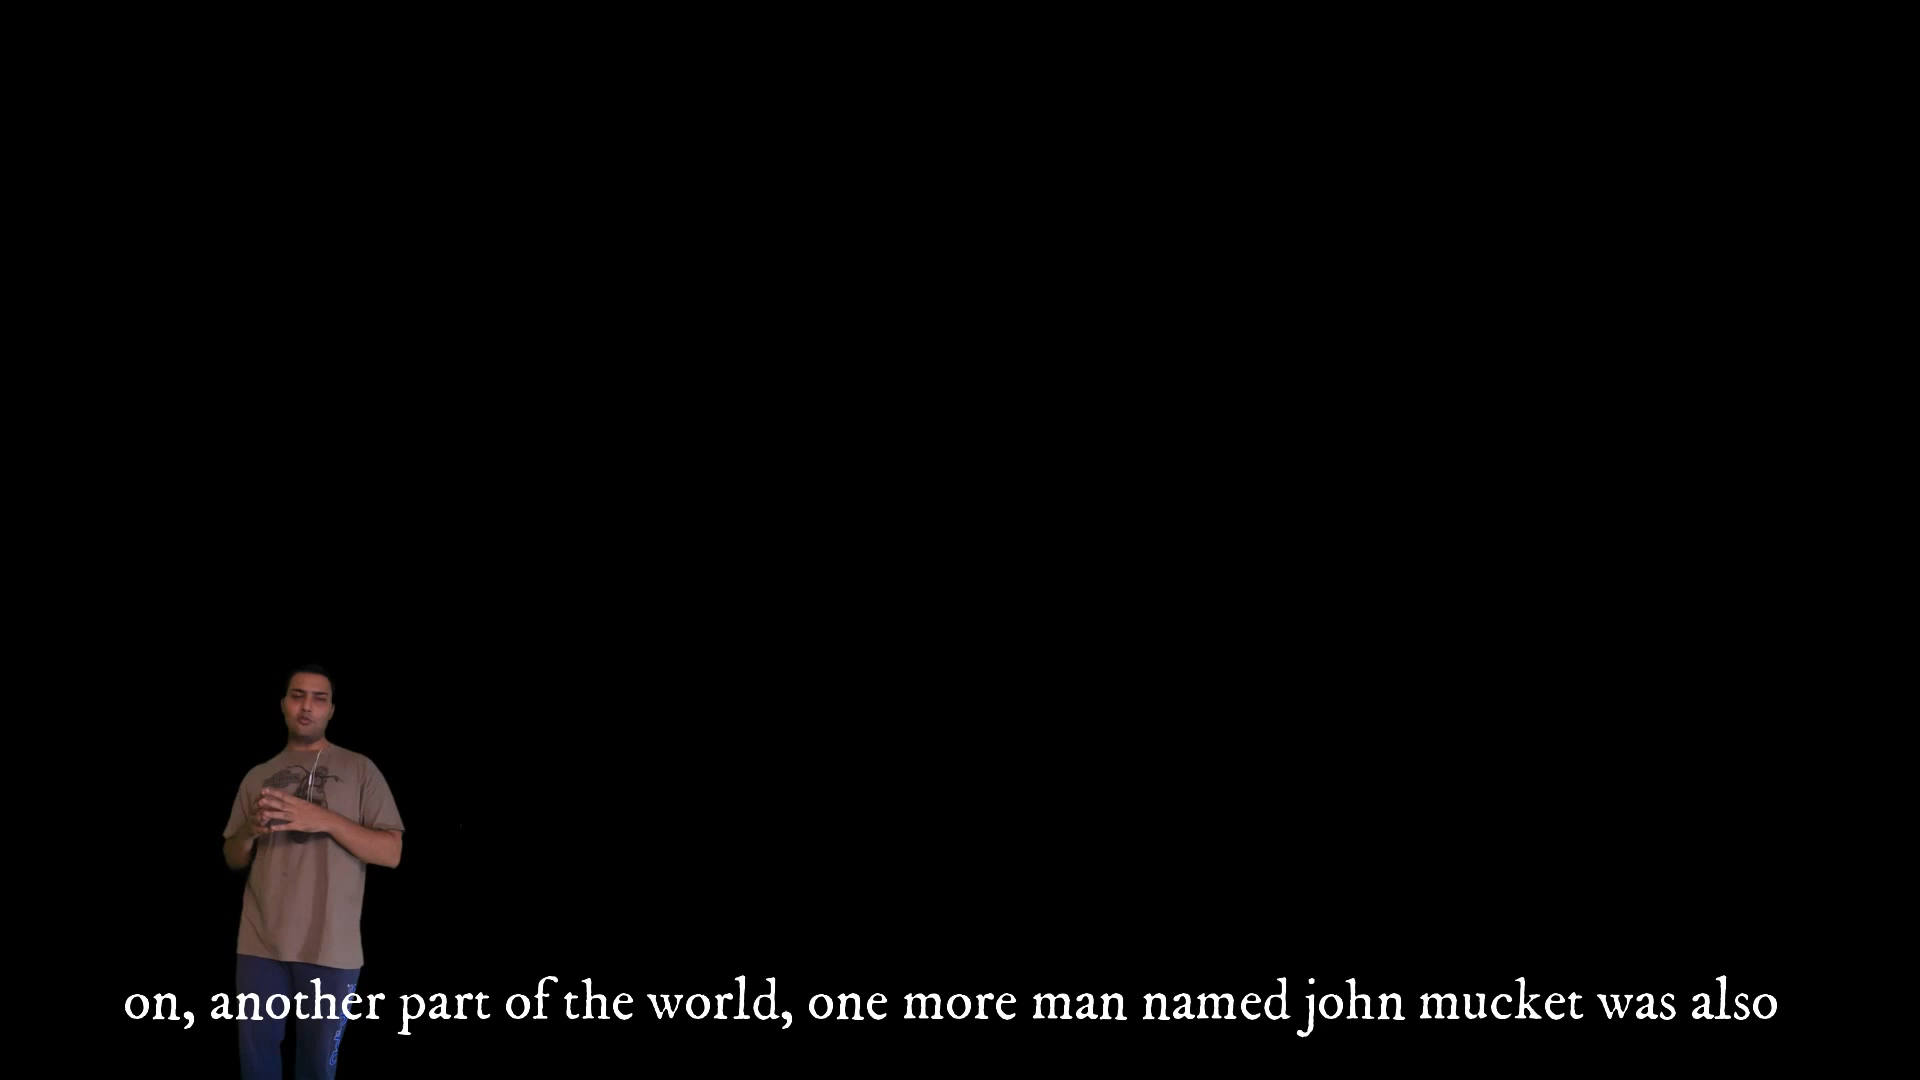 on, another part of the world, one more man named john mucket was also